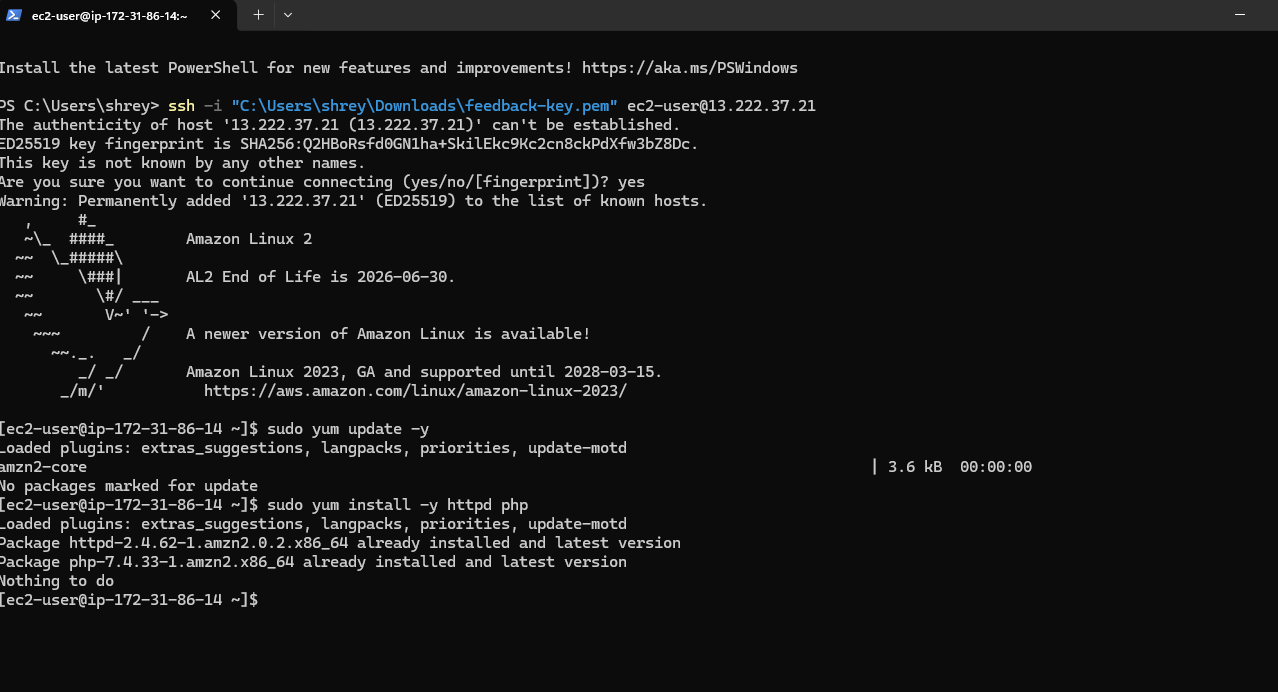 ec2-user@ip-172-31-86-14:~
Install the latest PowerShell for new features and improvements! https://aka.ms/PSWindows
PS C:\Users\shrey> ssh -i "C:\Users\shrey\Downloads\feedback-key.pem" ec2-user@13.222.37.21
The authenticity of host '13.222.37.21 (13.222.37.21)' can't be established.
ED25519 key fingerprint is SHA256:Q2HBoRsfd0GN1ha+SkilEkc9Kc2cn8ckPdXfw3bZ8Dc.
This key is not known by any other names.
Are you sure you want to continue connecting (yes/no/[fingerprint])? yes
Warning: Permanently added '13.222.37.21' (ED25519) to the list of known hosts.
   ,     #_
   ~\_  ####_        Amazon Linux 2
  ~~  \_#####\
  ~~     \###|       AL2 End of Life is 2026-06-30.
  ~~       \#/ ___
   ~~       V~' '->
    ~~~         /    A newer version of Amazon Linux is available!
      ~~._.   _/
         _/ _/       Amazon Linux 2023, GA and supported until 2028-03-15.
       _/m/'           https://aws.amazon.com/linux/amazon-linux-2023/
[ec2-user@ip-172-31-86-14 ~]$ sudo yum update -y
Loaded plugins: extras_suggestions, langpacks, priorities, update-motd
amzn2-core | 3.6 kB  00:00:00
No packages marked for update
[ec2-user@ip-172-31-86-14 ~]$ sudo yum install -y httpd php
Loaded plugins: extras_suggestions, langpacks, priorities, update-motd
Package httpd-2.4.62-1.amzn2.0.2.x86_64 already installed and latest version
Package php-7.4.33-1.amzn2.x86_64 already installed and latest version
Nothing to do
[ec2-user@ip-172-31-86-14 ~]$